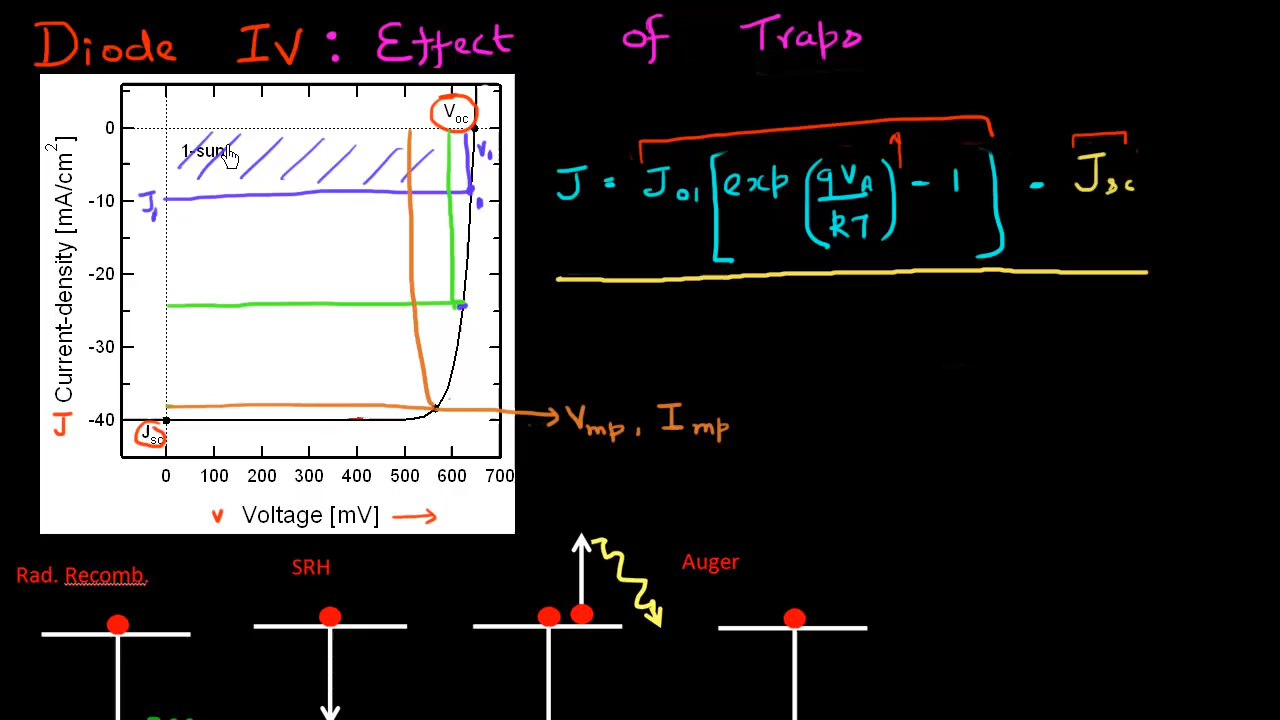 Diode IV : Effect of Traps
Voc
0
1-sun
V1
-10
J1
-20
-30
-40
Jsc
Current-density [mA/cm2]
J
0 100 200 300 400 500 600 700
v Voltage [mV]
J = J01 [exp (qVA/kT) - 1] - Jsc
Vmp, Imp
Rad. Recomb.
SRH
Auger